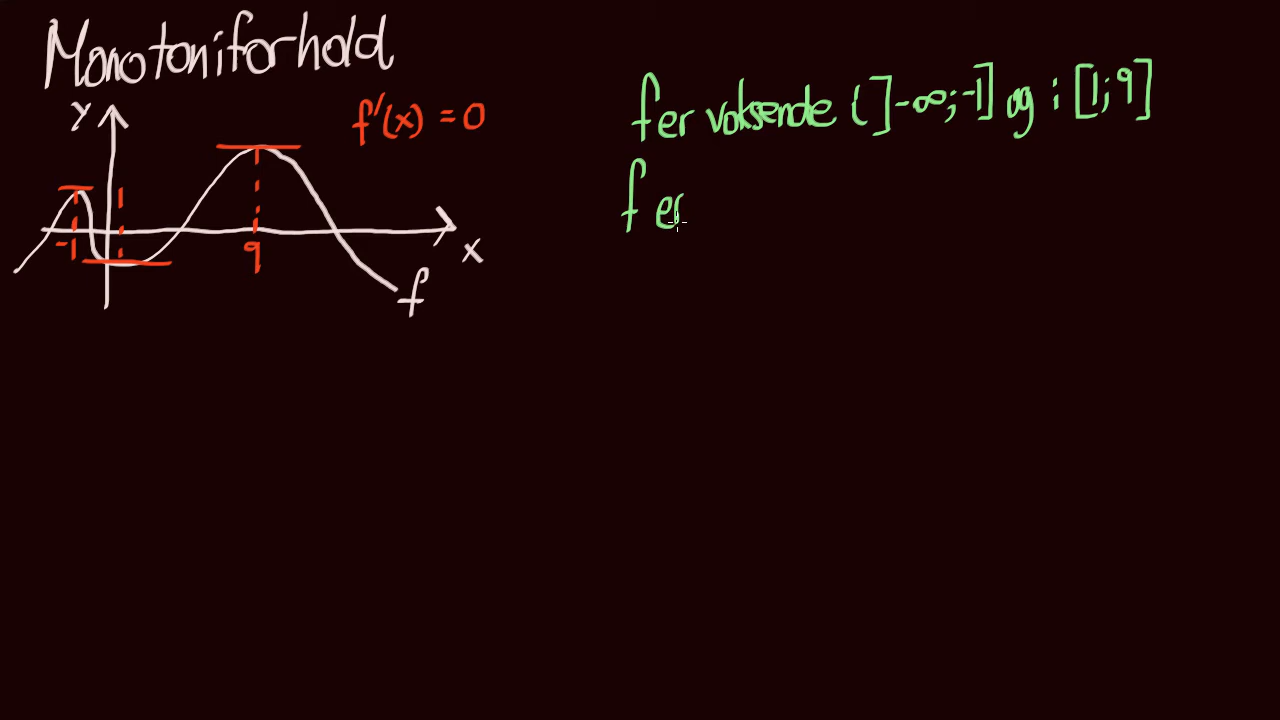 Monotoniforhold
y
f'(x) = 0
f er voksende i ]-∞;-1] og i [1;9]
f er
-1
1
9
x
f